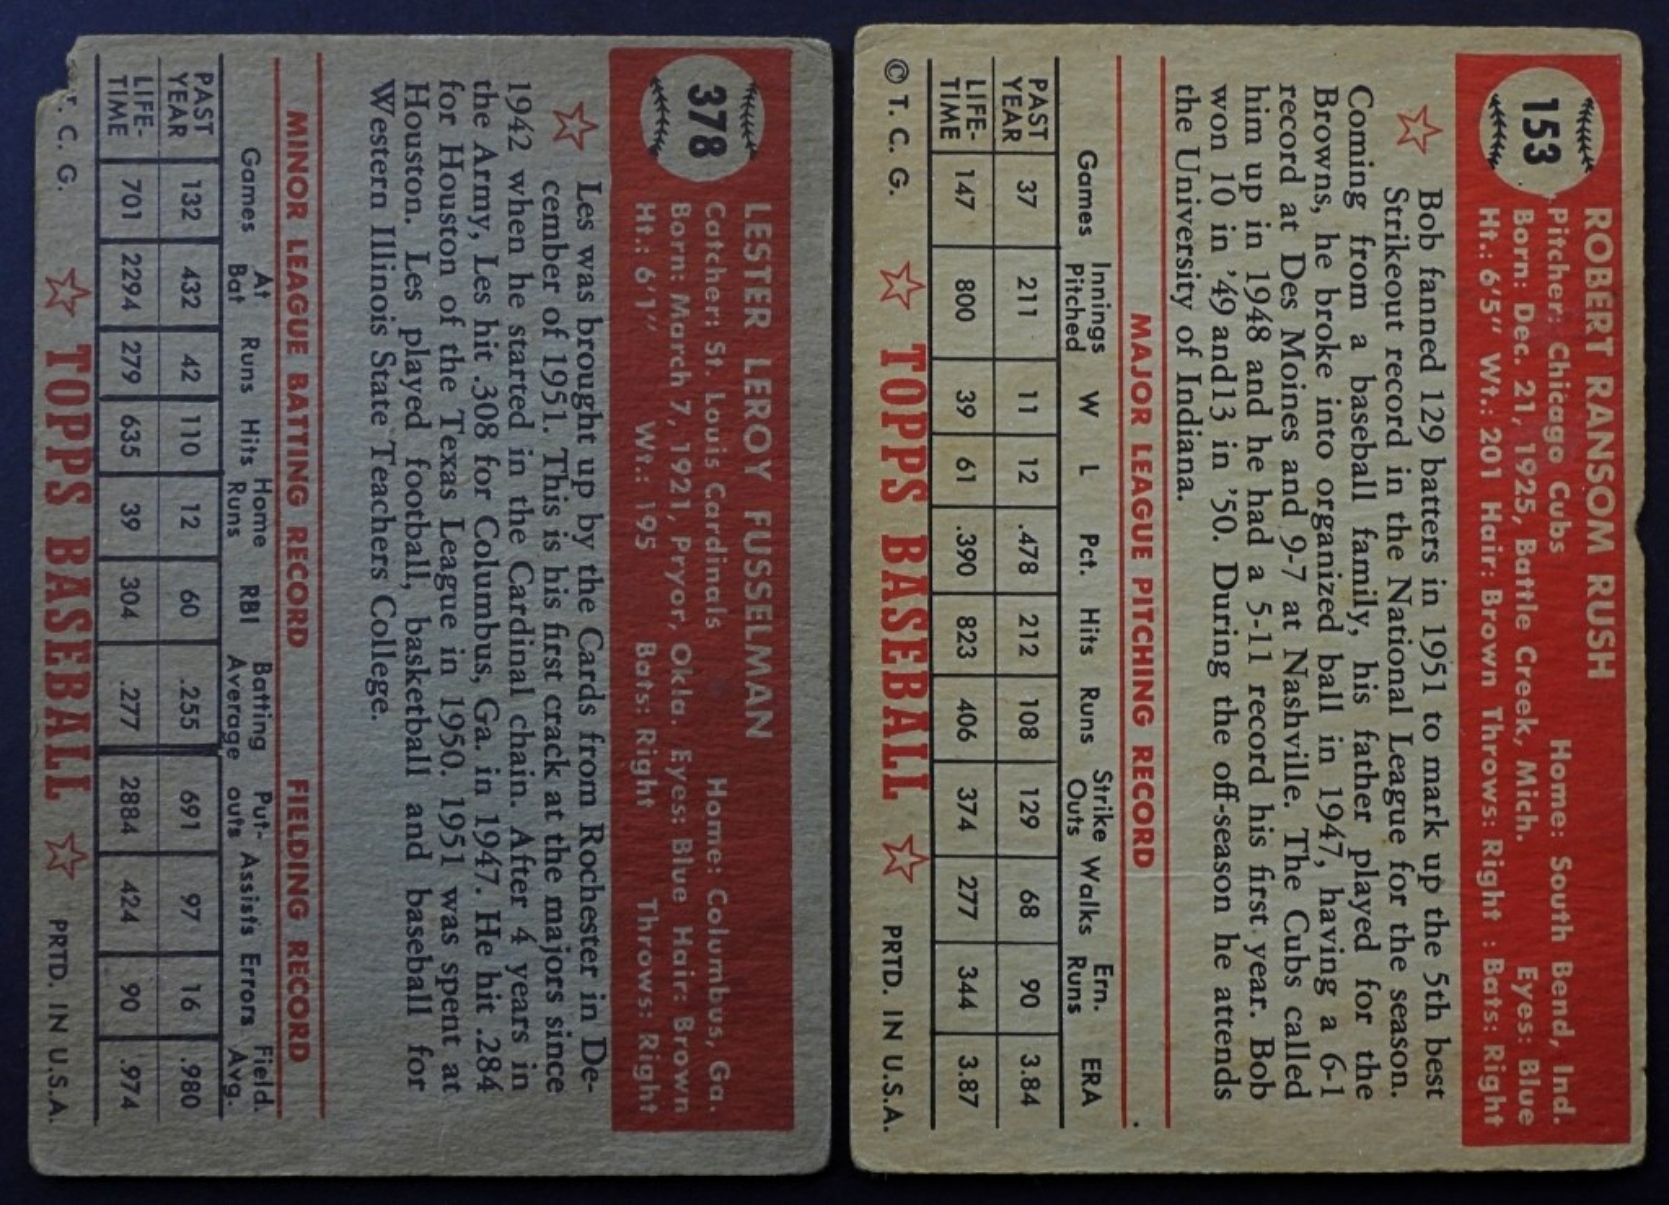 378
LESTER LEROY FUSSELMAN
Catcher: St. Louis Cardinals Home: Columbus, Ga.
Born: March 7, 1921, Pryor, Okla. Eyes: Blue Hair: Brown
Ht.: 6'1" Wt.: 195 Bats: Right Throws: Right
Les was brought up by the Cards from Rochester in De-
cember of 1951. This is his first crack at the majors since
1942 when he started in the Cardinal chain. After 4 years in
the Army, Les hit .308 for Columbus, Ga. in 1947. He hit .284
for Houston of the Texas League in 1950. 1951 was spent at
Houston. Les played football, basketball and baseball for
Western Illinois State Teachers College.
MINOR LEAGUE BATTING RECORD FIELDING RECORD
Games At Bat Runs Hits Home Runs RBI Batting Average Put-outs Assists Errors Field. Avg.
PAST YEAR 132 432 42 110 12 60 .255 691 97 16 .980
LIFE-TIME 701 2294 279 635 39 304 .277 2884 424 90 .974
T. C. G. TOPPS BASEBALL PRTD. IN U.S.A.
153
ROBERT RANSOM RUSH
Pitcher: Chicago Cubs Home: South Bend, Ind.
Born: Dec. 21, 1925, Battle Creek, Mich. Eyes: Blue
Ht.: 6'5" Wt.: 201 Hair: Brown Throws: Right : Bats: Right
Bob fanned 129 batters in 1951 to mark up the 5th best
Strikeout record in the National League for the season.
Coming from a baseball family, his father played for the
Browns, he broke into organized ball in 1947, having a 6-1
record at Des Moines and 9-7 at Nashville. The Cubs called
him up in 1948 and he had a 5-11 record his first year. Bob
won 10 in '49 and13 in '50. During the off-season he attends
the University of Indiana.
MAJOR LEAGUE PITCHING RECORD
Games Innings Pitched W L Pct. Hits Runs Strike Outs Walks Ern. Runs ERA
PAST YEAR 37 211 11 12 .478 212 108 129 68 90 3.84
LIFE-TIME 147 800 39 61 .390 823 406 374 277 344 3.87
© T. C. G. TOPPS BASEBALL PRTD. IN U.S.A.